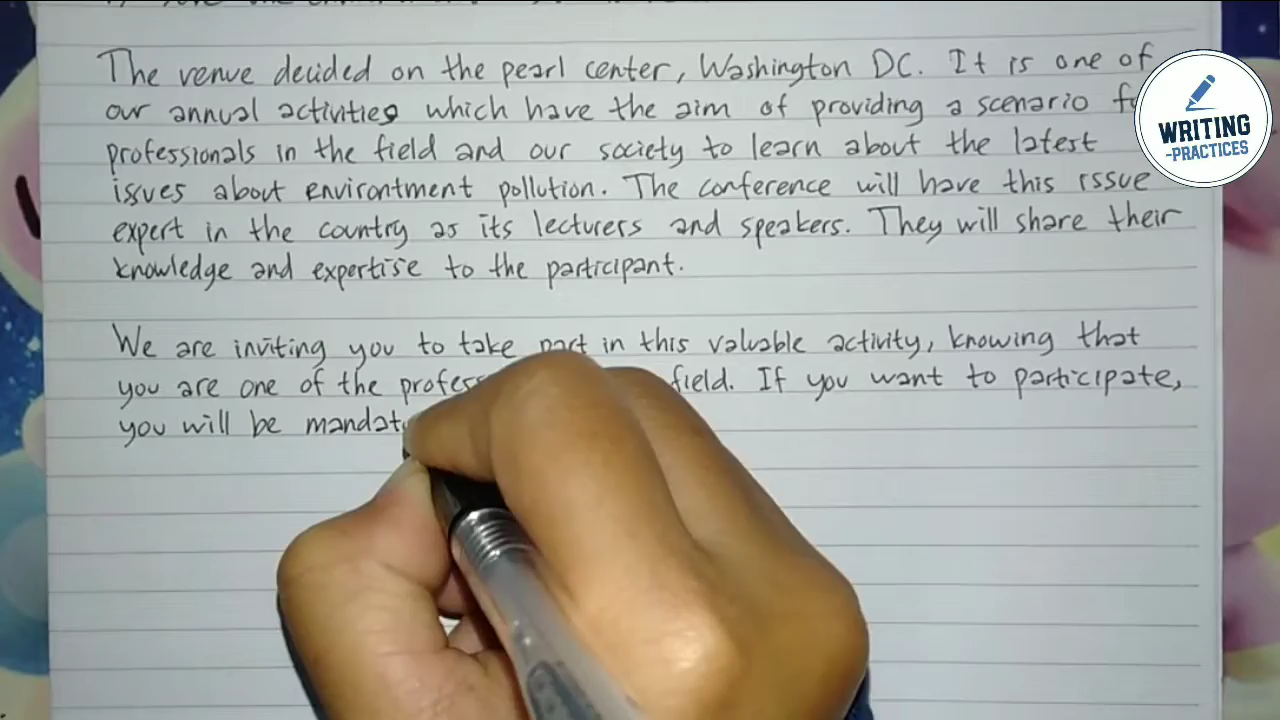 The venue decided on the pearl center, Washington DC. It is one of
our annual activities which have the aim of providing a scenario
professionals in the field and our society to learn about the latest
issues about environtment pollution. The conference will have this issue
expert in the country as its lecturers and speakers. They will share their
knowledge and expertise to the participant.
We are inviting you to take part in this valuable activity, knowing that
you are one of the field. If you want to participate,
you will be
WRITING
-PRACTICES